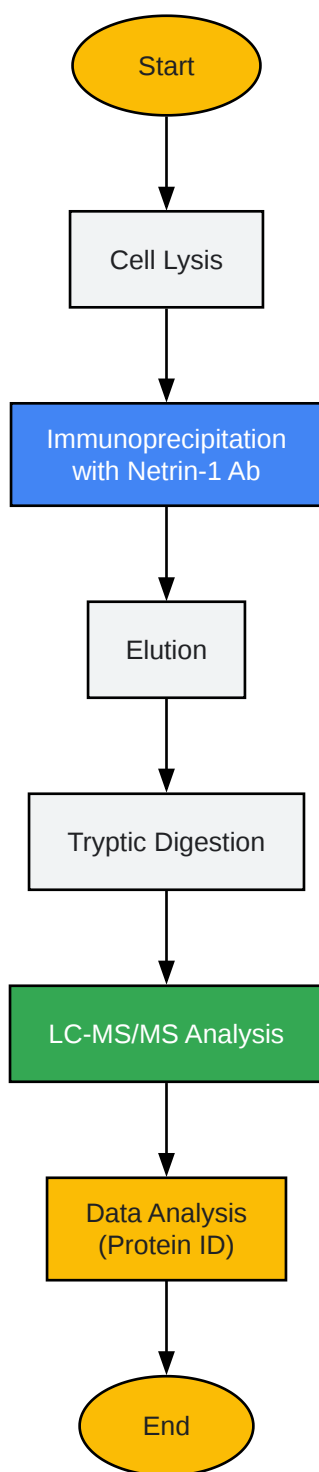 Start
Cell Lysis
Immunoprecipitation
with Netrin-1 Ab
Elution
Tryptic Digestion
LC-MS/MS Analysis
Data Analysis
(Protein ID)
End